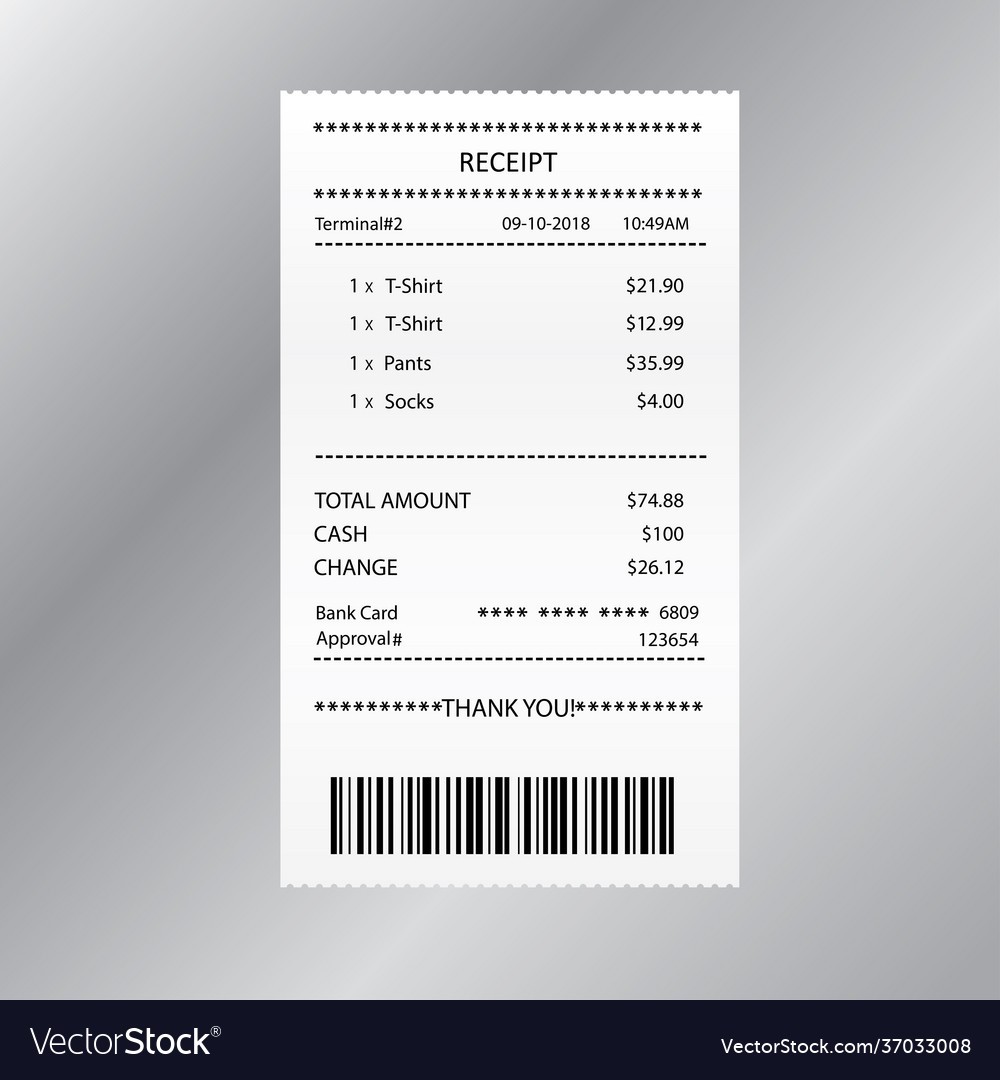 ******************************
RECEIPT
******************************
Terminal#2 09-10-2018 10:49AM
1 x T-Shirt $21.90
1 x T-Shirt $12.99
1 x Pants $35.99
1 x Socks $4.00
TOTAL AMOUNT $74.88
CASH $100
CHANGE $26.12
Bank Card **** **** **** 6809
Approval# 123654
**********THANK YOU!**********
VectorStock® VectorStock.com/37033008